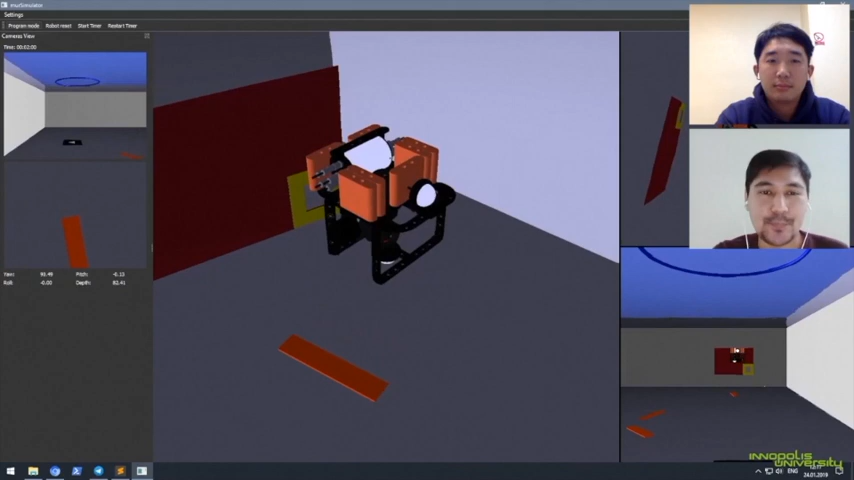 murSimulator
Settings
Program mode Robot reset Start Timer Restart Timer
Cameras View
Time: 00:02:00
Yaw: 93.49 Pitch: -0.13
Roll: -0.00 Depth: 82.41
INNOPOLIS
UNIVERSITY
ENG
24.01.2019